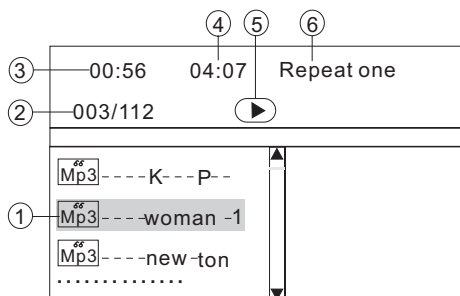 ④ ⑤ ⑥
③ 00:56 04:07 Repeat one
② 003/112
Mp3 ----K---P--
① Mp3 ----woman -1
Mp3 ----new-ton
..............